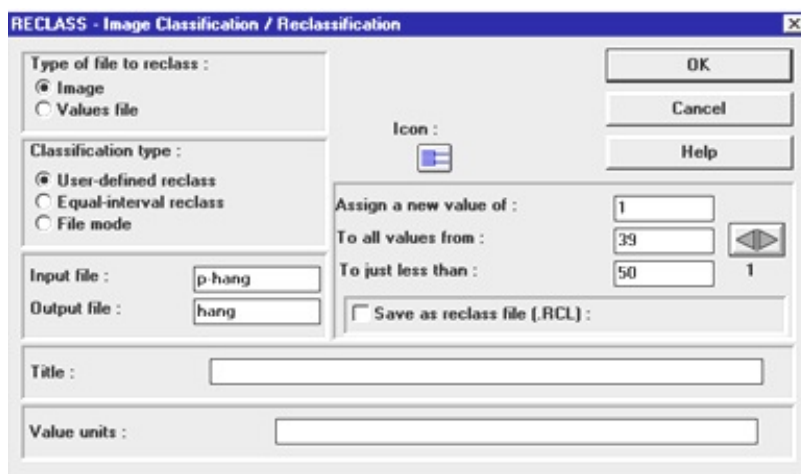 RECLASS - Image Classification / Reclassification
Type of file to reclass :
Image
Values file
Classification type :
User-defined reclass
Equal-interval reclass
File mode
Input file : p-hang
Output file : hang
Icon :
OK
Cancel
Help
Assign a new value of : 1
To all values from : 39
To just less than : 50
1
Save as reclass file (.RCL) :
Title :
Value units :